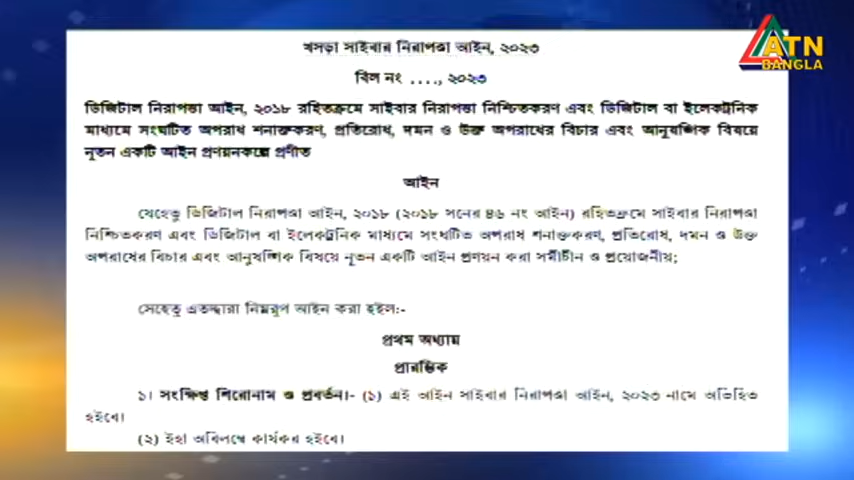 ATN
BANGLA
খসড়া সাইবার নিরাপত্তা আইন, ২০২৩
বিল নং ...., ২০২৩
ডিজিটাল নিরাপত্তা আইন, ২০১৮ রহিতক্রমে সাইবার নিরাপত্তা নিশ্চিতকরণ এবং ডিজিটাল বা ইলেকট্রনিক
মাধ্যমে সংঘটিত অপরাধ শনাক্তকরণ, প্রতিরোধ, দমন ও উক্ত অপরাধের বিচার এবং আনুষঙ্গিক বিষয়ে
নূতন একটি আইন প্রণয়নকল্পে প্রণীত
আইন
যেহেতু ডিজিটাল নিরাপত্তা আইন, ২০১৮ (২০১৮ সনের ৪৬ নং আইন) রহিতক্রমে সাইবার নিরাপত্তা
নিশ্চিতকরণ এবং ডিজিটাল বা ইলেকট্রনিক মাধ্যমে সংঘটিত অপরাধ শনাক্তকরণ, প্রতিরোধ, দমন ও উক্ত
অপরাধের বিচার এবং আনুষঙ্গিক বিষয়ে নূতন একটি আইন প্রণয়ন করা সমীচীন ও প্রয়োজনীয়;
সেহেতু এতদ্দ্বারা নিম্নরূপ আইন করা হইল:-
প্রথম অধ্যায়
প্রারম্ভিক
১। সংক্ষিপ্ত শিরোনাম ও প্রবর্তন।- (১) এই আইন সাইবার নিরাপত্তা আইন, ২০২৩ নামে অভিহিত
হইবে।
(২) ইহা অবিলম্বে কার্যকর হইবে।